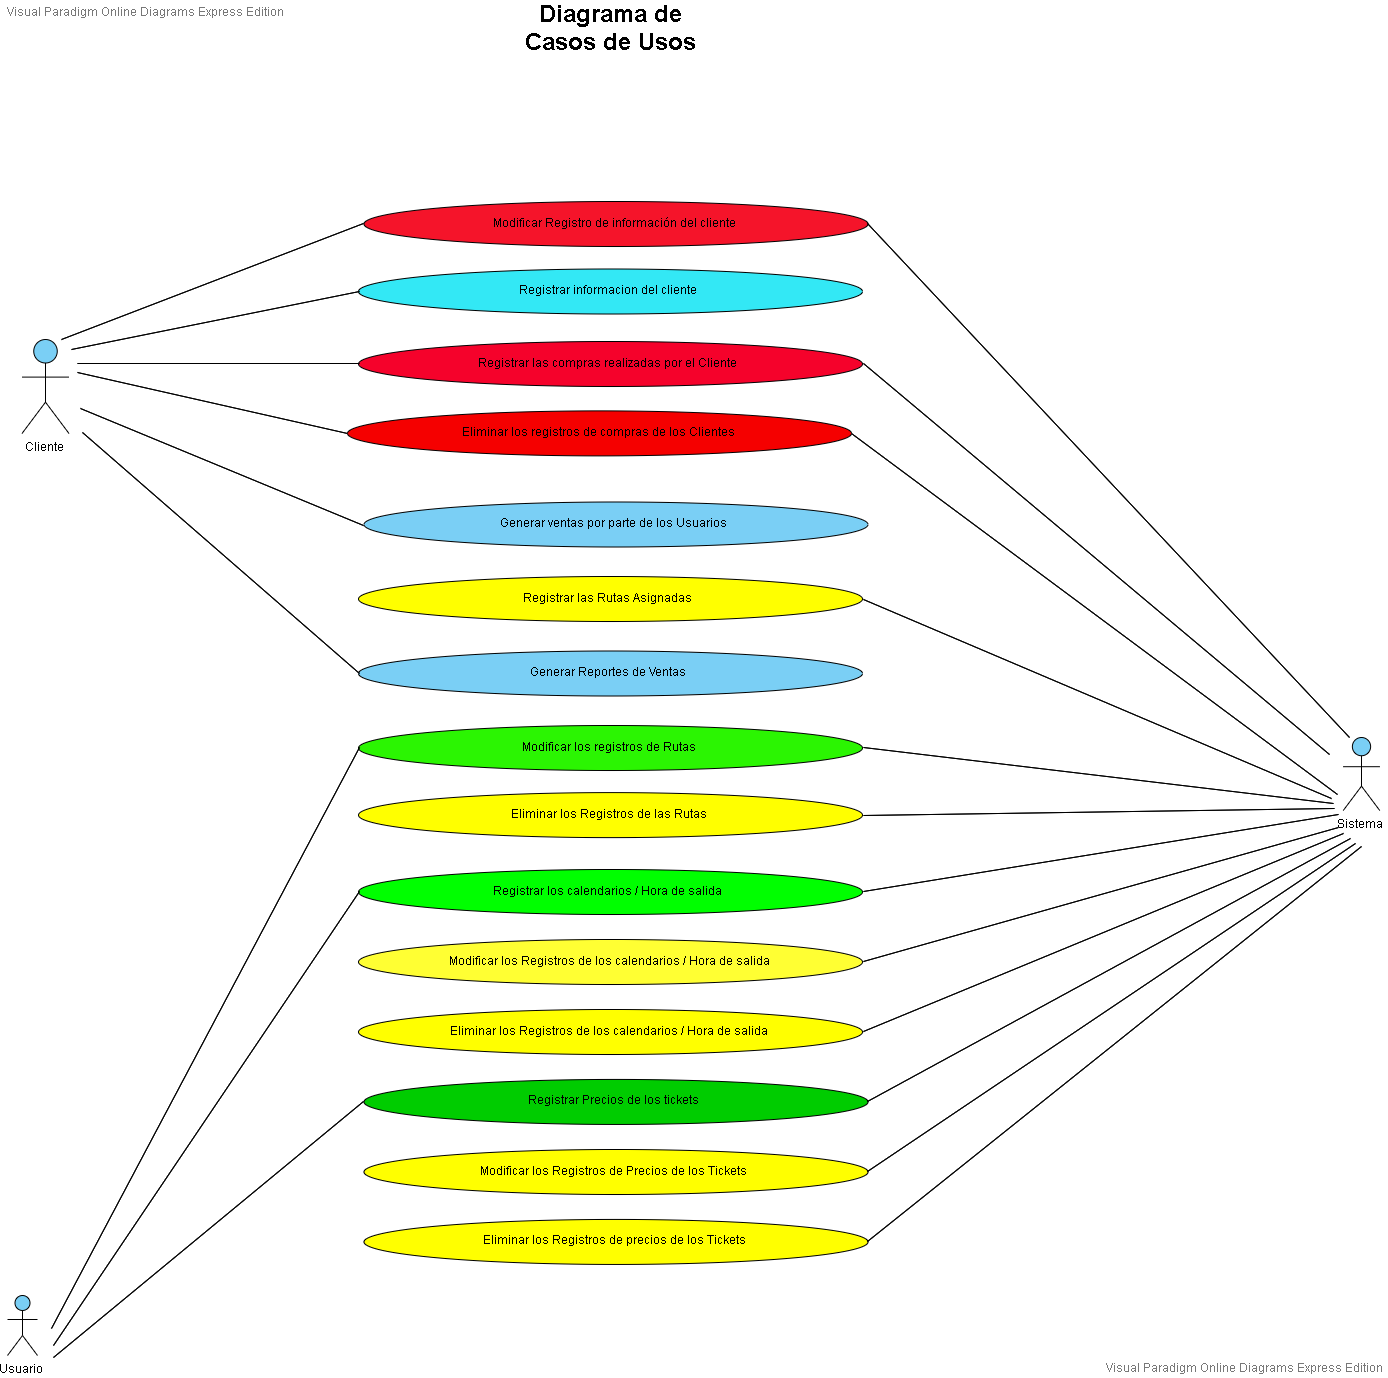 Visual Paradigm Online Diagrams Express Edition
Diagrama de
Casos de Usos
Modificar Registro de información del cliente
Registrar informacion del cliente
Registrar las compras realizadas por el Cliente
Eliminar los registros de compras de los Clientes
Cliente
Generar ventas por parte de los Usuarios
Registrar las Rutas Asignadas
Generar Reportes de Ventas
Modificar los registros de Rutas
Eliminar los Registros de las Rutas
Sistema
Registrar los calendarios / Hora de salida
Modificar los Registros de los calendarios / Hora de salida
Eliminar los Registros de los calendarios / Hora de salida
Registrar Precios de los tickets
Modificar los Registros de Precios de los Tickets
Eliminar los Registros de precios de los Tickets
Usuario
Visual Paradigm Online Diagrams Express Edition